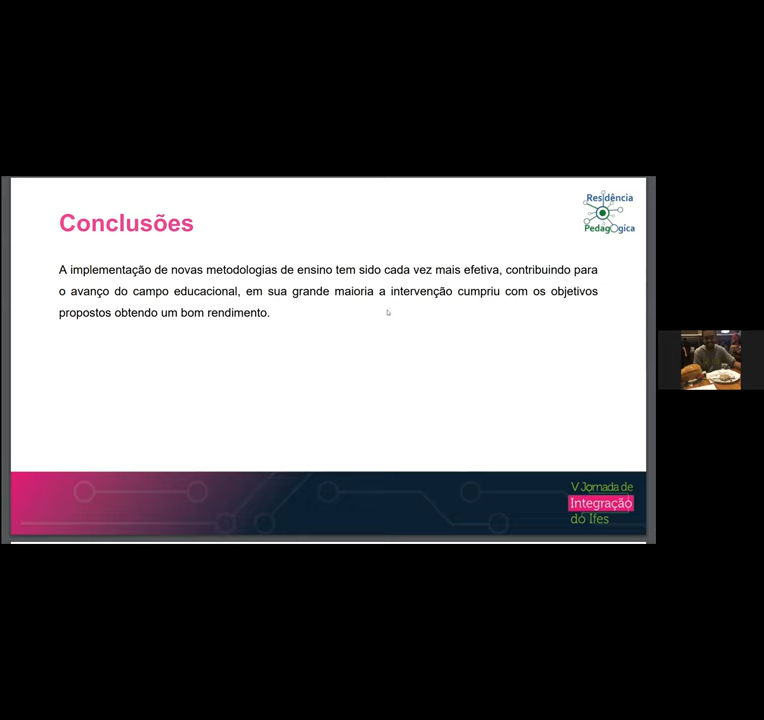 Residência
Pedagógica
Conclusões
A implementação de novas metodologias de ensino tem sido cada vez mais efetiva, contribuindo para
o avanço do campo educacional, em sua grande maioria a intervenção cumpriu com os objetivos
propostos obtendo um bom rendimento.
V Jornada de
Integração
do Ifes